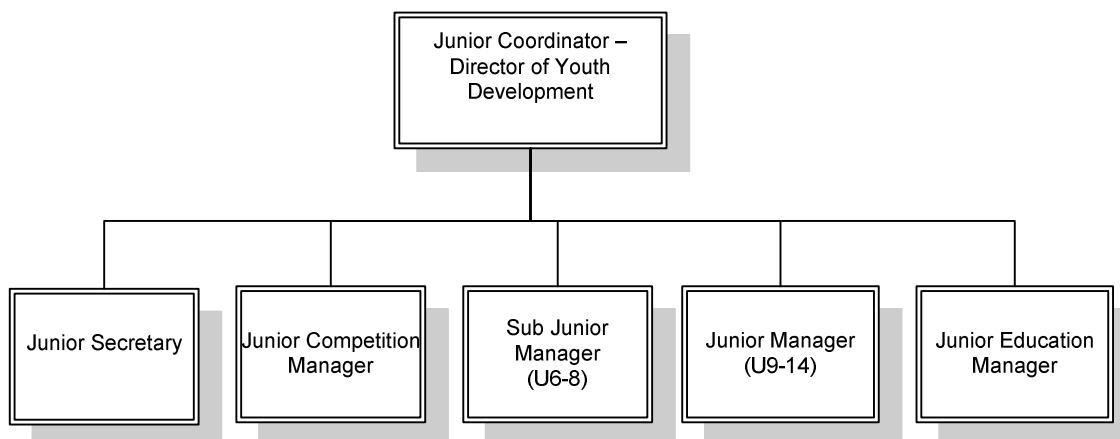 Junior Coordinator –
Director of Youth
Development
Junior Secretary
Junior Competition
Manager
Sub Junior
Manager
(U6-8)
Junior Manager
(U9-14)
Junior Education
Manager